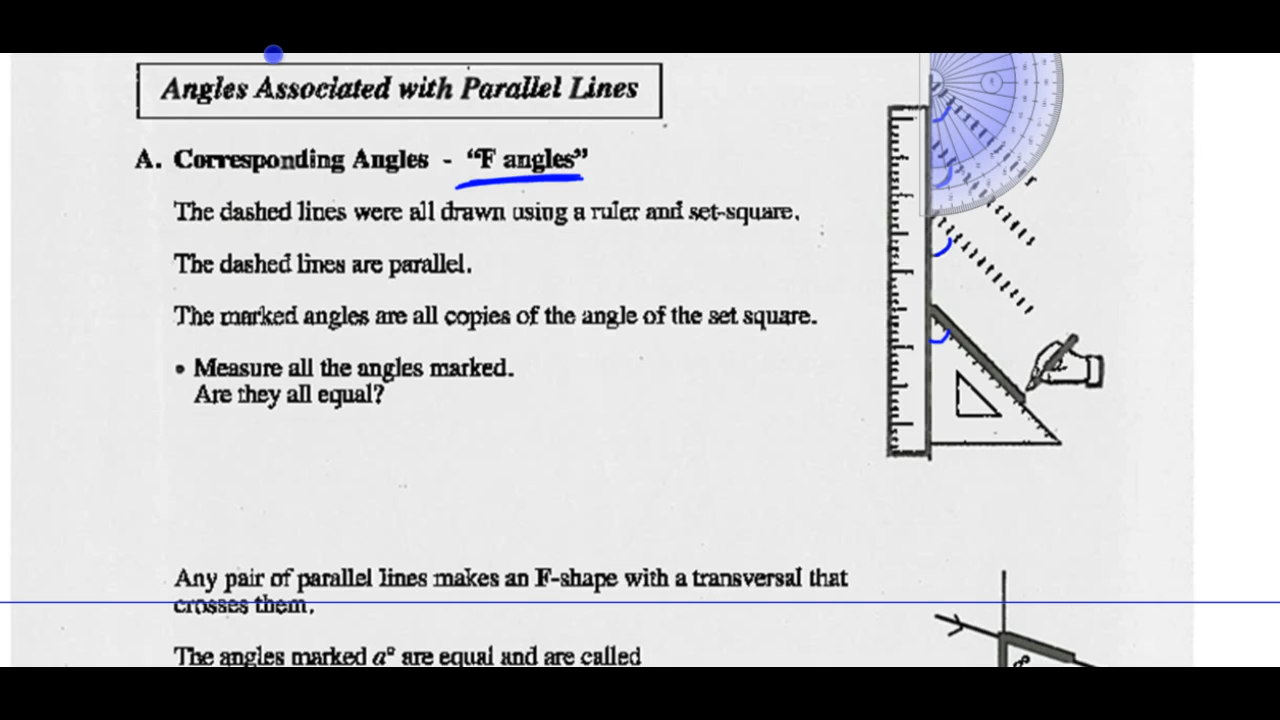 Angles Associated with Parallel Lines
A. Corresponding Angles - "F angles"
The dashed lines were all drawn using a ruler and set-square.
The dashed lines are parallel.
The marked angles are all copies of the angle of the set square.
• Measure all the angles marked.
Are they all equal?
Any pair of parallel lines makes an F-shape with a transversal that
crosses them.
The angles marked a° are equal and are called